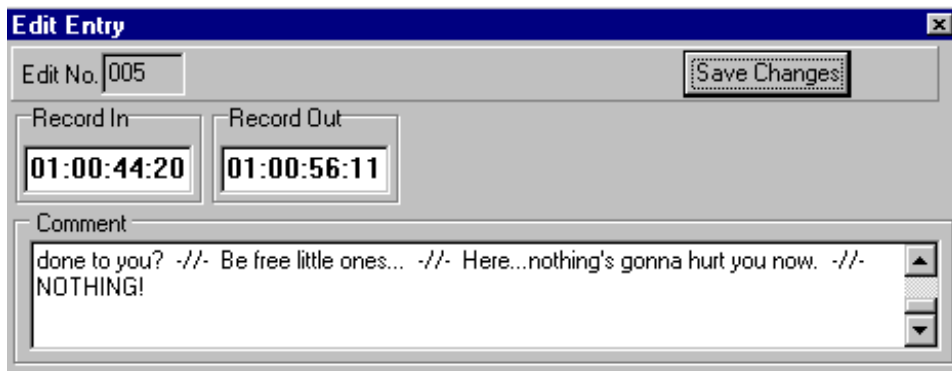 Edit Entry
Edit No. 005 Save Changes
Record In Record Out
01:00:44:20 01:00:56:11
Comment
done to you?  -//-  Be free little ones...  -//-  Here...nothing's gonna hurt you now.  -//-
NOTHING!